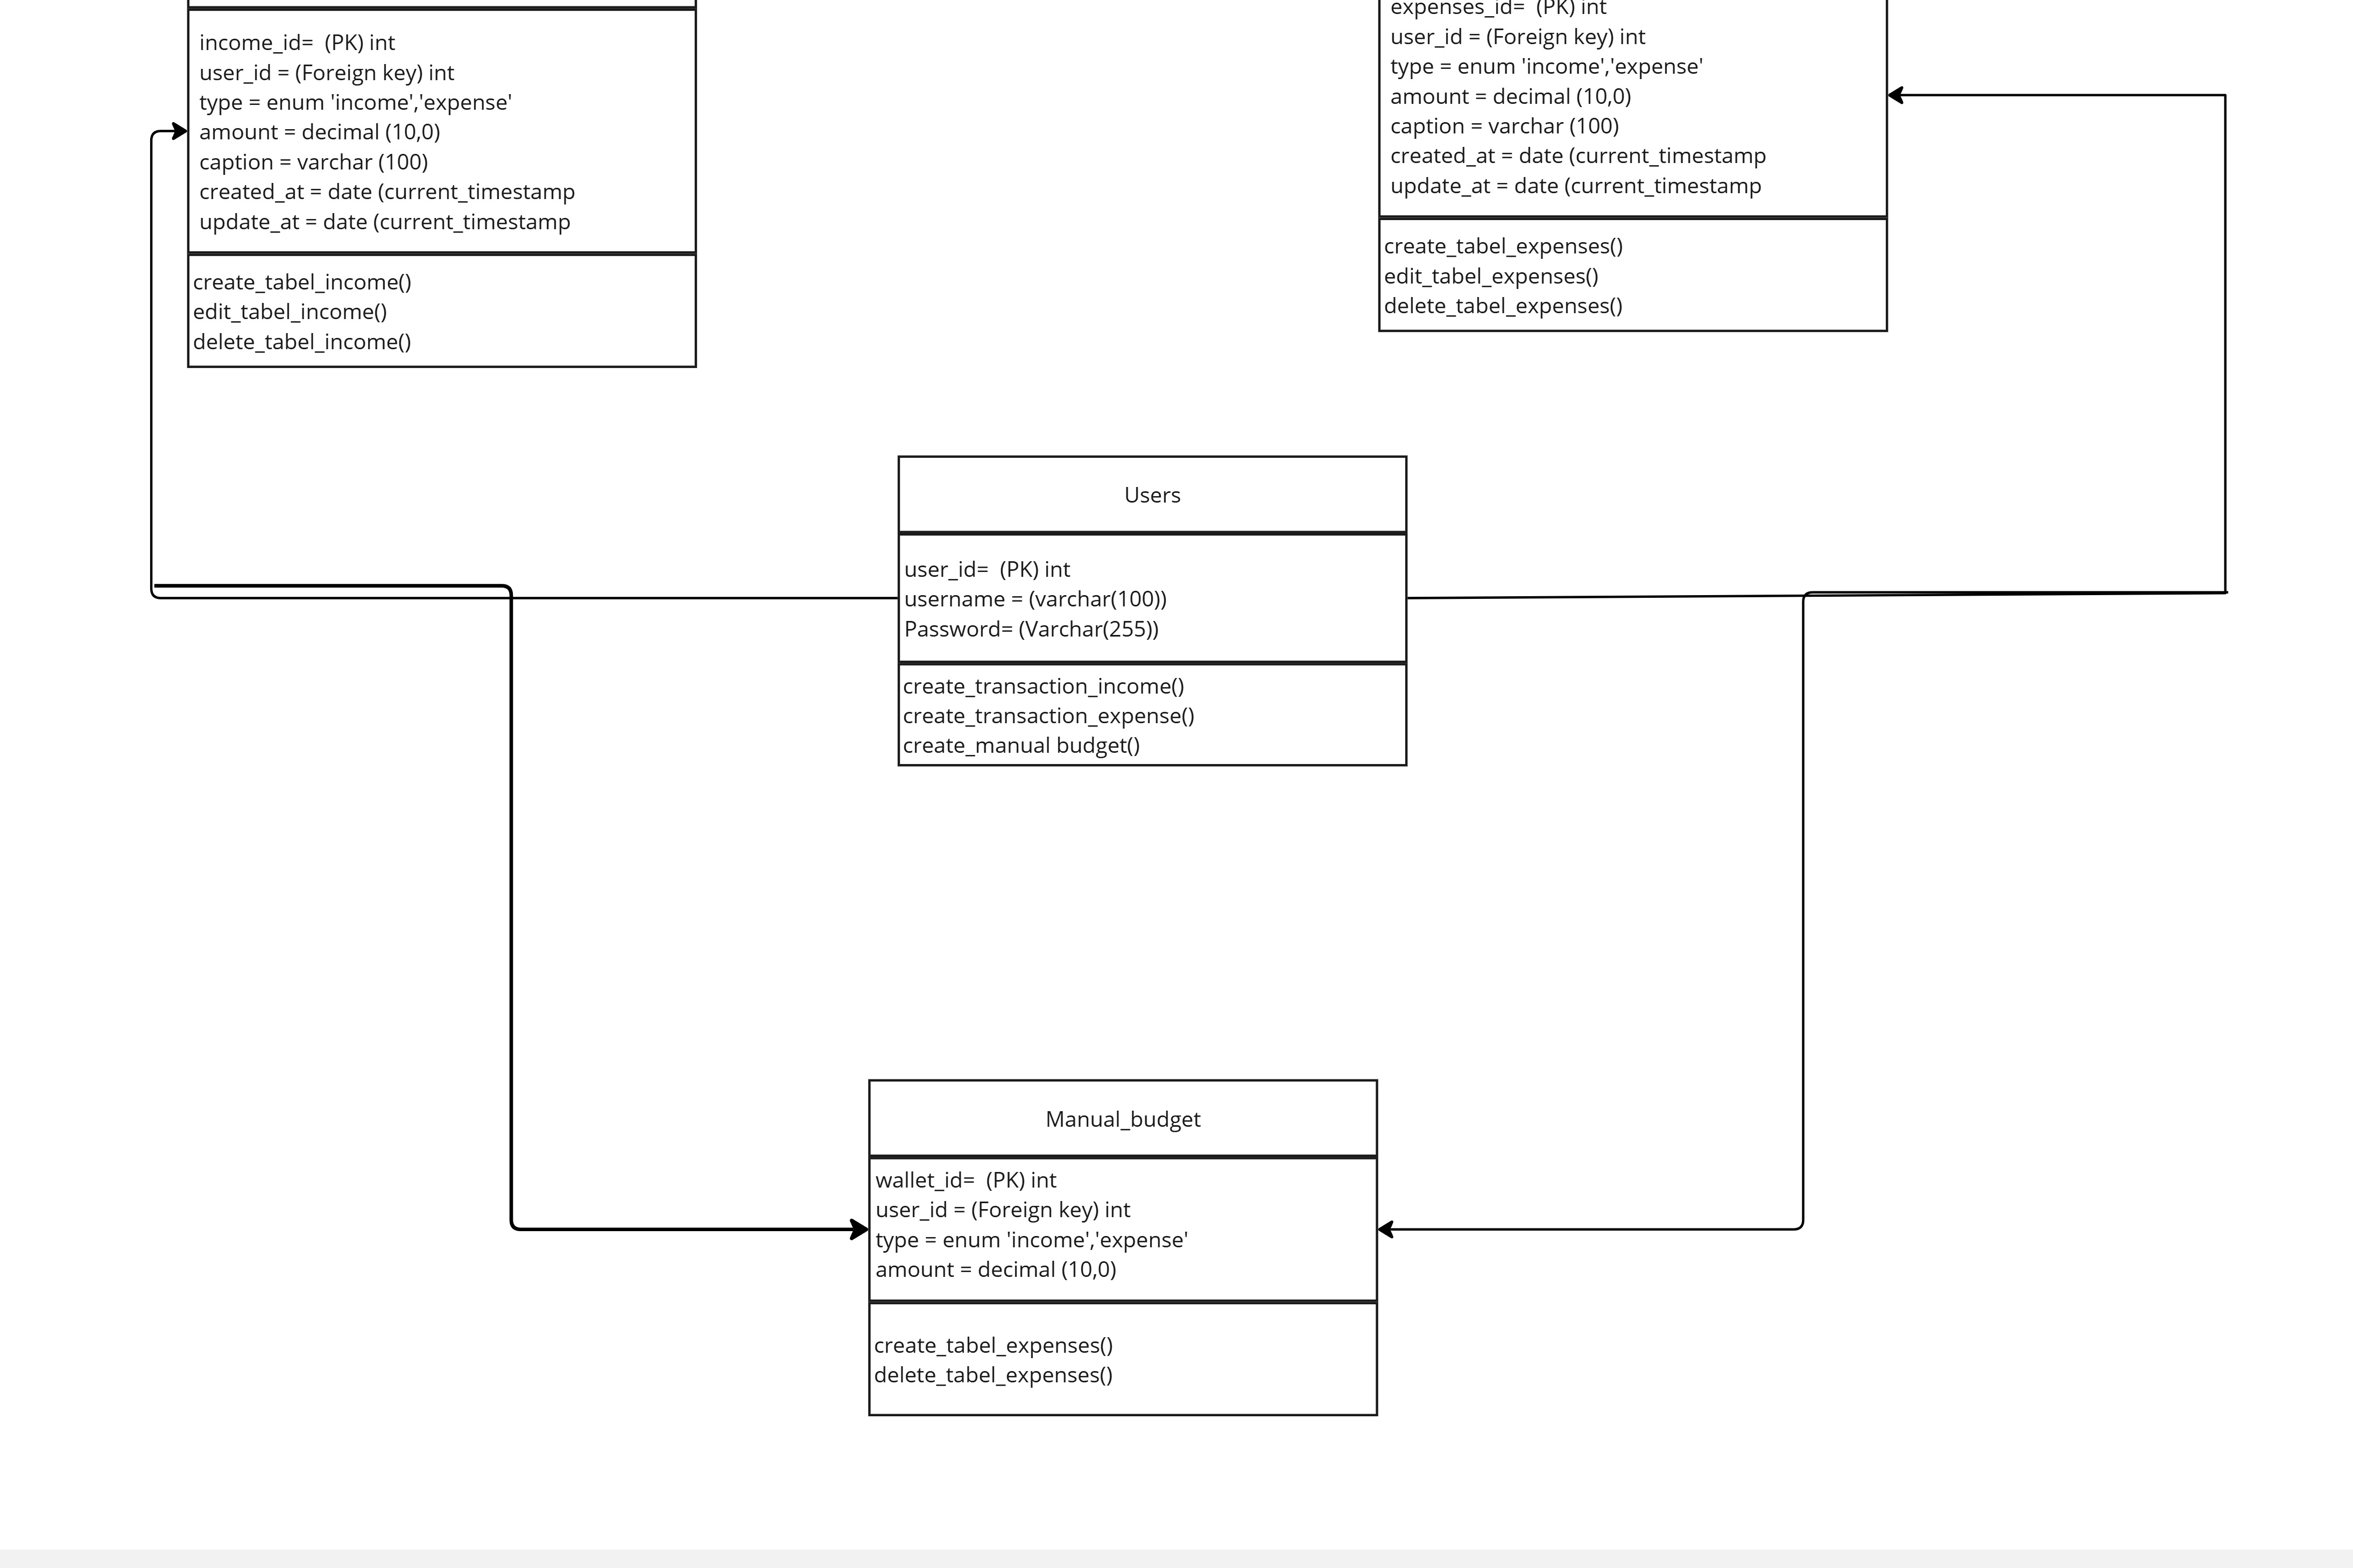 income_id=  (PK) int
user_id = (Foreign key) int
type = enum 'income','expense'
amount = decimal (10,0)
caption = varchar (100)
created_at = date (current_timestamp
update_at = date (current_timestamp
create_tabel_income()
edit_tabel_income()
delete_tabel_income()
expenses_id=  (PK) int
user_id = (Foreign key) int
type = enum 'income','expense'
amount = decimal (10,0)
caption = varchar (100)
created_at = date (current_timestamp
update_at = date (current_timestamp
create_tabel_expenses()
edit_tabel_expenses()
delete_tabel_expenses()
Users
user_id=  (PK) int
username = (varchar(100))
Password= (Varchar(255))
create_transaction_income()
create_transaction_expense()
create_manual budget()
Manual_budget
wallet_id=  (PK) int
user_id = (Foreign key) int
type = enum 'income','expense'
amount = decimal (10,0)
create_tabel_expenses()
delete_tabel_expenses()